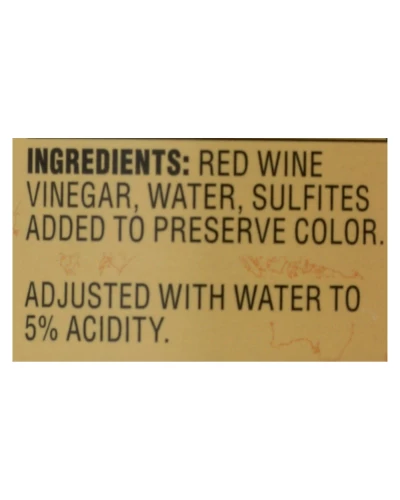 INGREDIENTS: RED WINE
VINEGAR, WATER, SULFITES
ADDED TO PRESERVE COLOR.
ADJUSTED WITH WATER TO
5% ACIDITY.